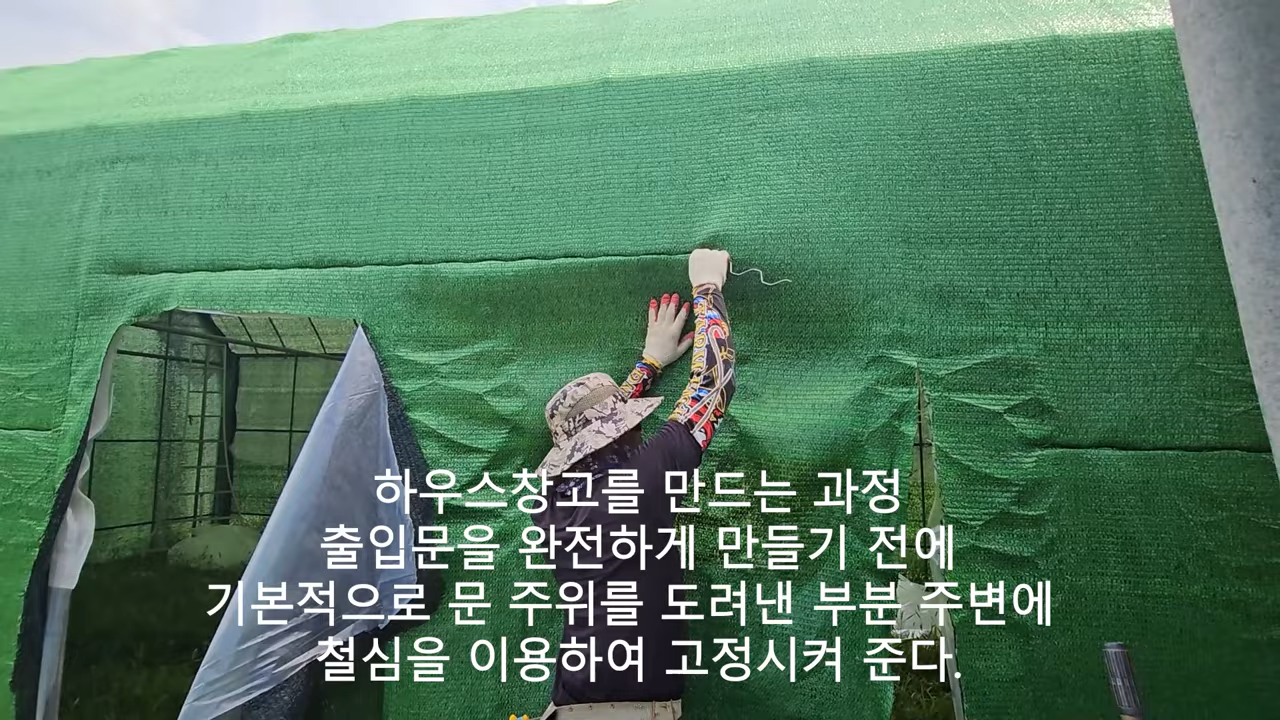 하우스창고를 만드는 과정
출입문을 완전하게 만들기 전에
기본적으로 문 주위를 도려낸 부분 주변에
철심을 이용하여 고정시켜 준다.